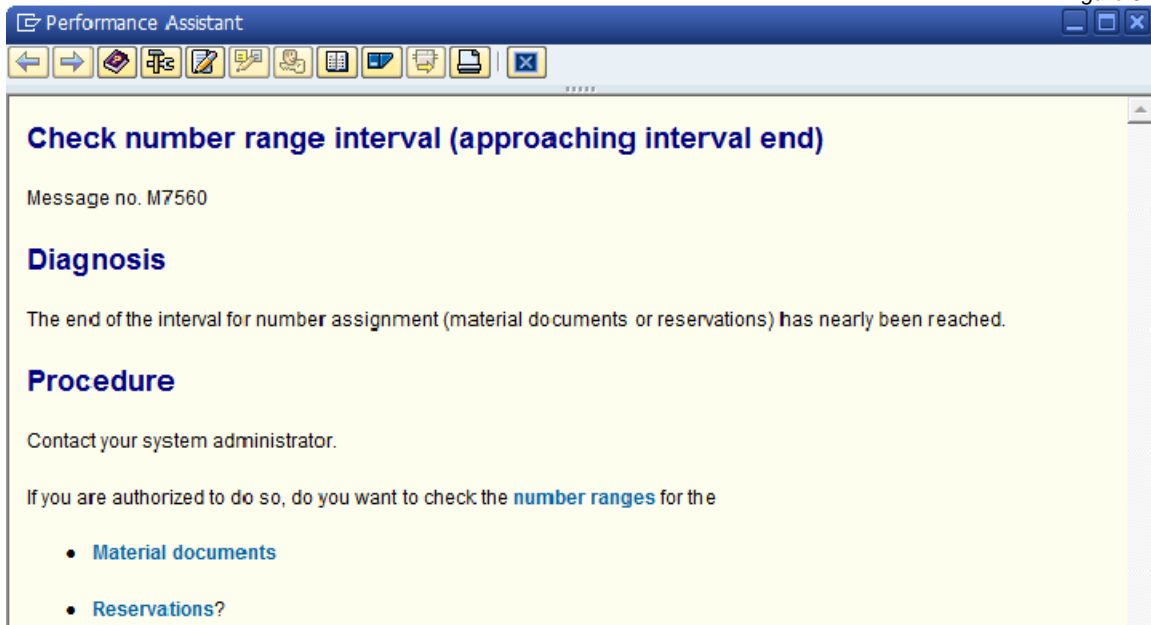 Performance Assistant
Check number range interval (approaching interval end)
Message no. M7560
Diagnosis
The end of the interval for number assignment (material documents or reservations) has nearly been reached.
Procedure
Contact your system administrator.
If you are authorized to do so, do you want to check the number ranges for the
• Material documents
• Reservations?